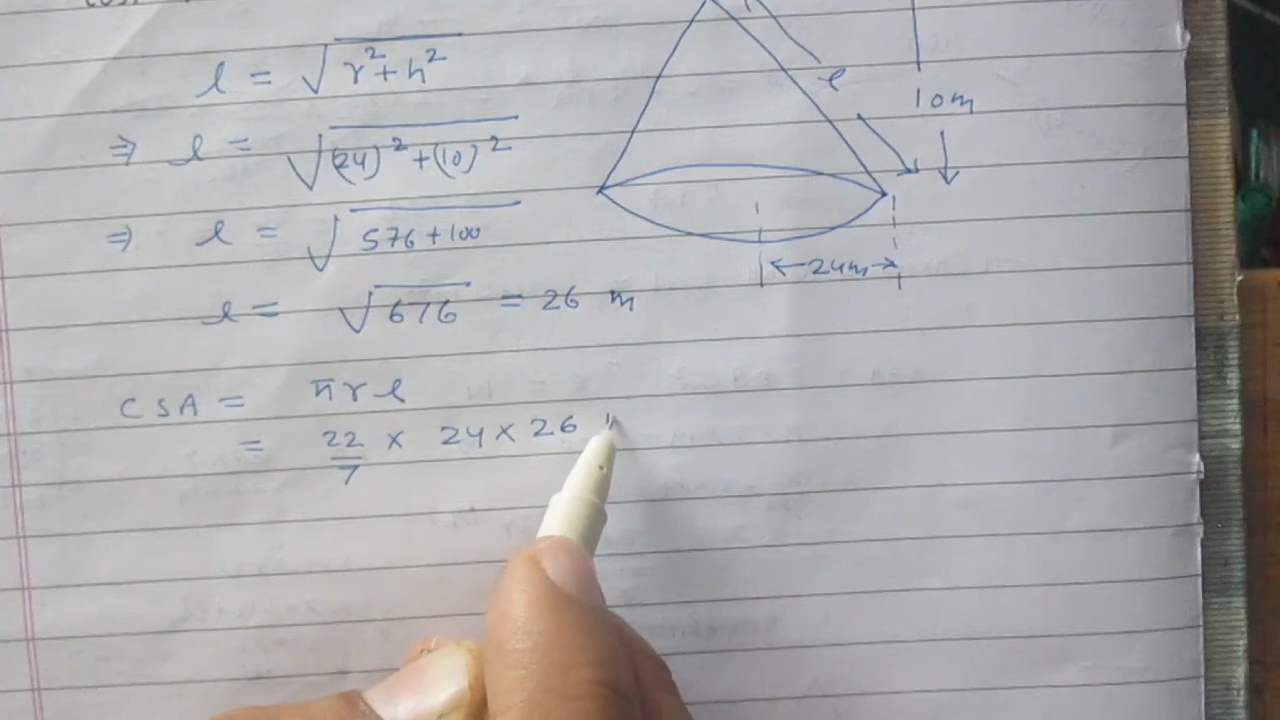 l = √r²+h²
⇒ l = √(24)²+(10)²
⇒ l = √576+100
l = √676 = 26 m
CSA = πrl
= 22/7 × 24 × 26
l
10m
24m